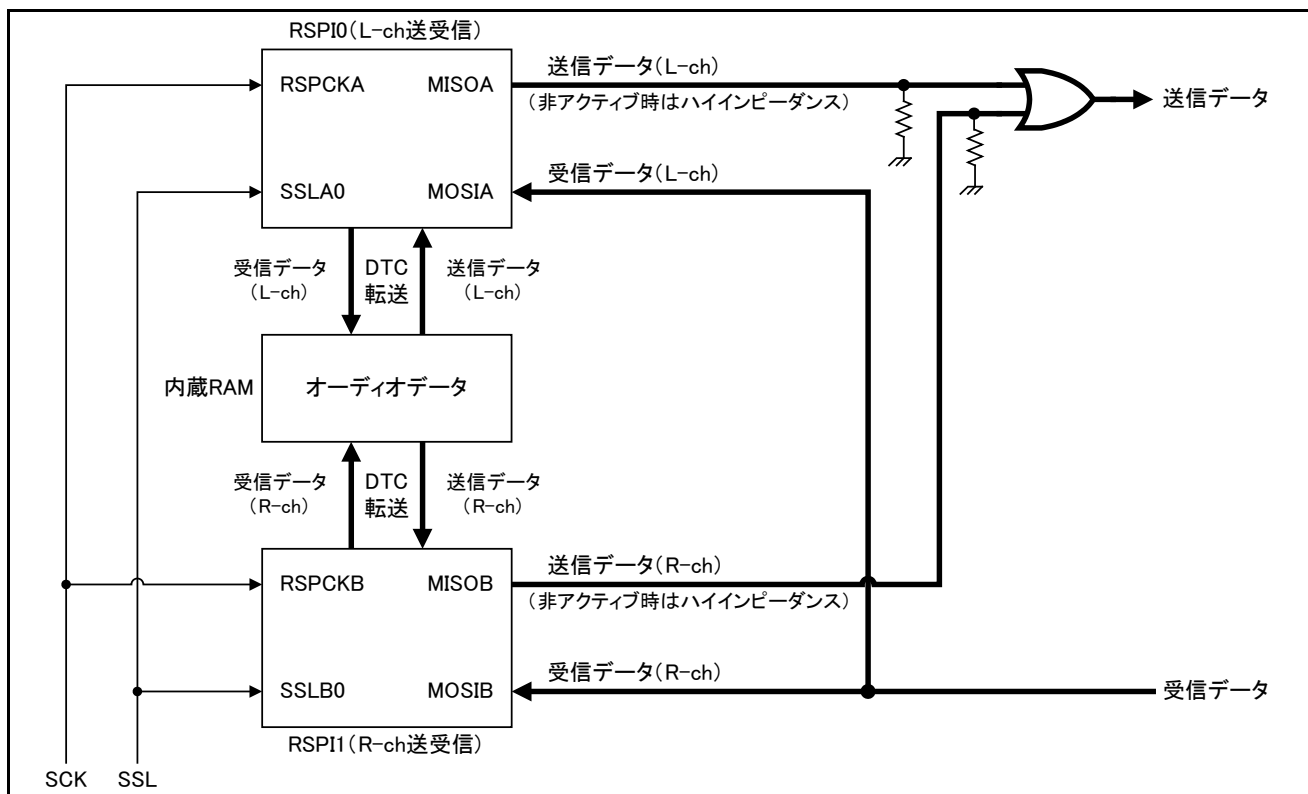 RSPI0(L-ch送受信)
RSPCKA
MISOA
送信データ(L-ch)
(非アクティブ時はハイインピーダンス)
送信データ
SSLA0
MOSIA
受信データ(L-ch)
受信データ
(L-ch)
DTC
転送
送信データ
(L-ch)
内蔵RAM
オーディオデータ
受信データ
(R-ch)
DTC
転送
送信データ
(R-ch)
RSPCKB
MISOB
送信データ(R-ch)
(非アクティブ時はハイインピーダンス)
SSLB0
MOSIB
受信データ(R-ch)
受信データ
RSPI1(R-ch送受信)
SCK
SSL